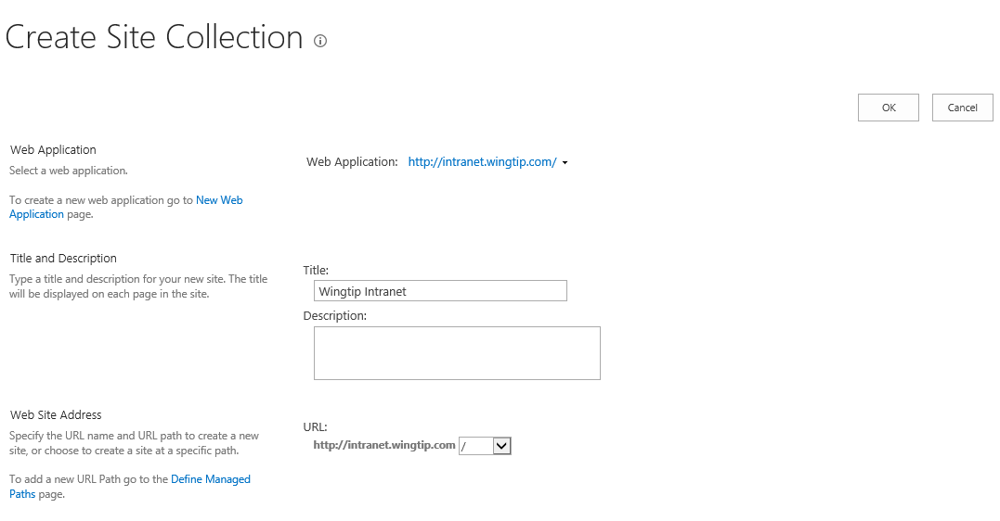 Create Site Collection
OK
Cancel
Web Application
Select a web application.
To create a new web application go to New Web
Application page.
Web Application: http://intranet.wingtip.com/
Title and Description
Type a title and description for your new site. The title
will be displayed on each page in the site.
Title:
Wingtip Intranet
Description:
Web Site Address
Specify the URL name and URL path to create a new
site, or choose to create a site at a specific path.
To add a new URL Path go to the Define Managed
Paths page.
URL:
http://intranet.wingtip.com /